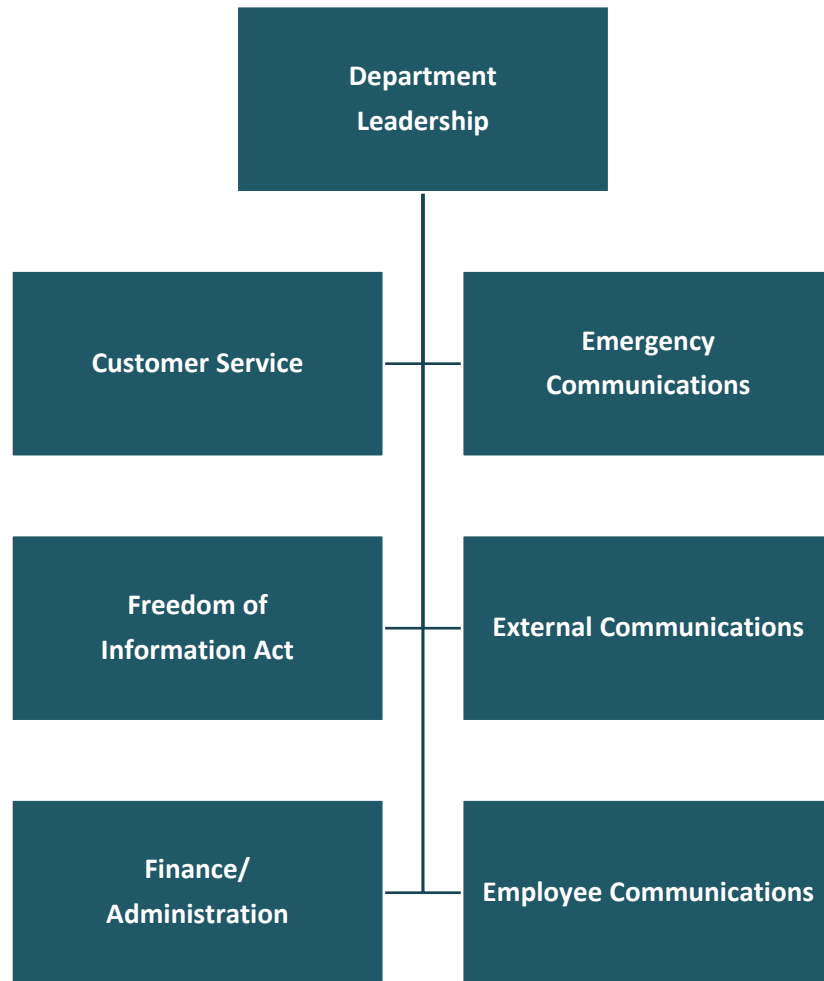 Department
Leadership
Customer Service
Emergency
Communications
Freedom of
Information Act
External Communications
Finance/
Administration
Employee Communications